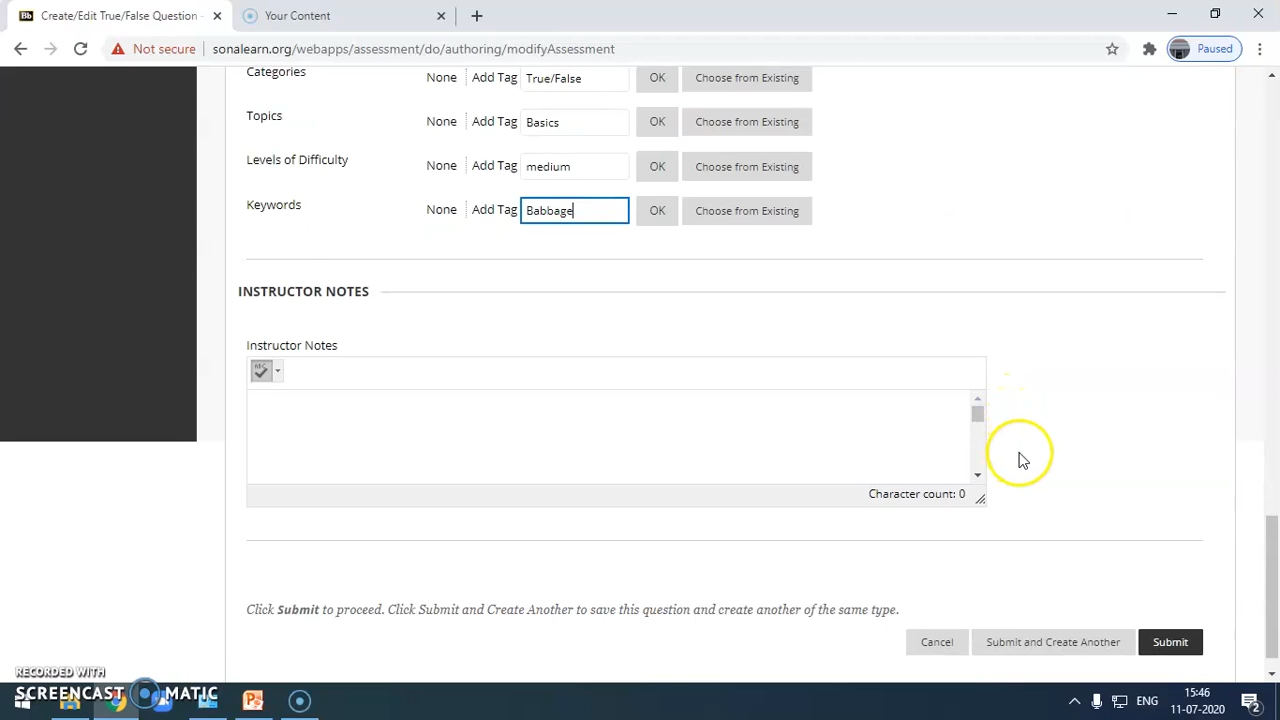 Bb Create/Edit True/False Question -
Your Content
Not secure sonalearn.org/webapps/assessment/do/authoring/modifyAssessment Paused
Categories None Add Tag True/False OK Choose from Existing
Topics None Add Tag Basics OK Choose from Existing
Levels of Difficulty None Add Tag medium OK Choose from Existing
Keywords None Add Tag Babbage OK Choose from Existing
INSTRUCTOR NOTES
Instructor Notes
ABC
Character count: 0
Click Submit to proceed. Click Submit and Create Another to save this question and create another of the same type.
Cancel Submit and Create Another Submit
RECORDED WITH
SCREENCAST MATIC
ENG
15:46
11-07-2020
2